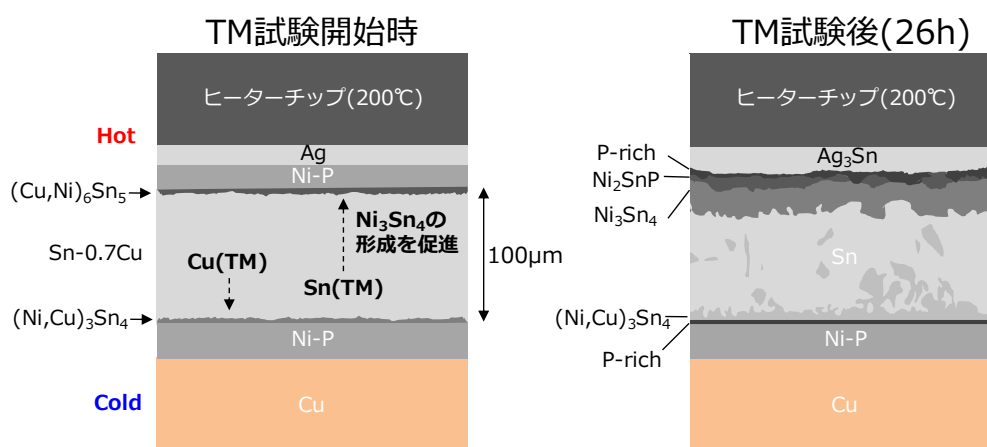 TM試験開始時
ヒーターチップ(200℃)
Hot
Ag
Ni-P
(Cu,Ni)₆Sn₅
Ni₃Sn₄の
形成を促進
Sn-0.7Cu
Cu(TM)
Sn(TM)
100μm
(Ni,Cu)₃Sn₄
Ni-P
Cold
Cu
TM試験後(26h)
ヒーターチップ(200℃)
P-rich
Ag₃Sn
Ni₂SnP
Ni₃Sn₄
Sn
(Ni,Cu)₃Sn₄
Ni-P
P-rich
Cu